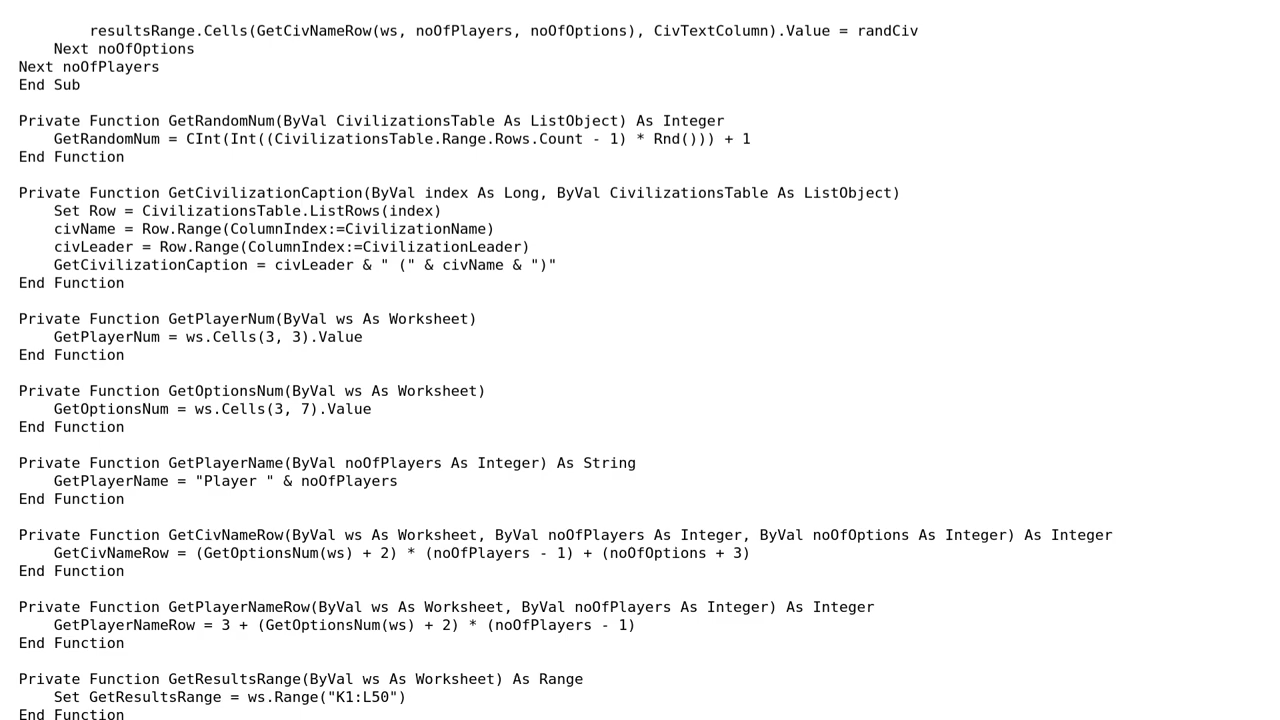 resultsRange.Cells(GetCivNameRow(ws, noOfPlayers, noOfOptions), CivTextColumn).Value = randCiv
Next noOfOptions
Next noOfPlayers
End Sub
Private Function GetRandomNum(ByVal CivilizationsTable As ListObject) As Integer
GetRandomNum = CInt(Int((CivilizationsTable.Range.Rows.Count - 1) * Rnd())) + 1
End Function
Private Function GetCivilizationCaption(ByVal index As Long, ByVal CivilizationsTable As ListObject)
Set Row = CivilizationsTable.ListRows(index)
civName = Row.Range(ColumnIndex:=CivilizationName)
civLeader = Row.Range(ColumnIndex:=CivilizationLeader)
GetCivilizationCaption = civLeader & " (" & civName & ")"
End Function
Private Function GetPlayerNum(ByVal ws As Worksheet)
GetPlayerNum = ws.Cells(3, 3).Value
End Function
Private Function GetOptionsNum(ByVal ws As Worksheet)
GetOptionsNum = ws.Cells(3, 7).Value
End Function
Private Function GetPlayerName(ByVal noOfPlayers As Integer) As String
GetPlayerName = "Player " & noOfPlayers
End Function
Private Function GetCivNameRow(ByVal ws As Worksheet, ByVal noOfPlayers As Integer, ByVal noOfOptions As Integer) As Integer
GetCivNameRow = (GetOptionsNum(ws) + 2) * (noOfPlayers - 1) + (noOfOptions + 3)
End Function
Private Function GetPlayerNameRow(ByVal ws As Worksheet, ByVal noOfPlayers As Integer) As Integer
GetPlayerNameRow = 3 + (GetOptionsNum(ws) + 2) * (noOfPlayers - 1)
End Function
Private Function GetResultsRange(ByVal ws As Worksheet) As Range
Set GetResultsRange = ws.Range("K1:L50")
End Function